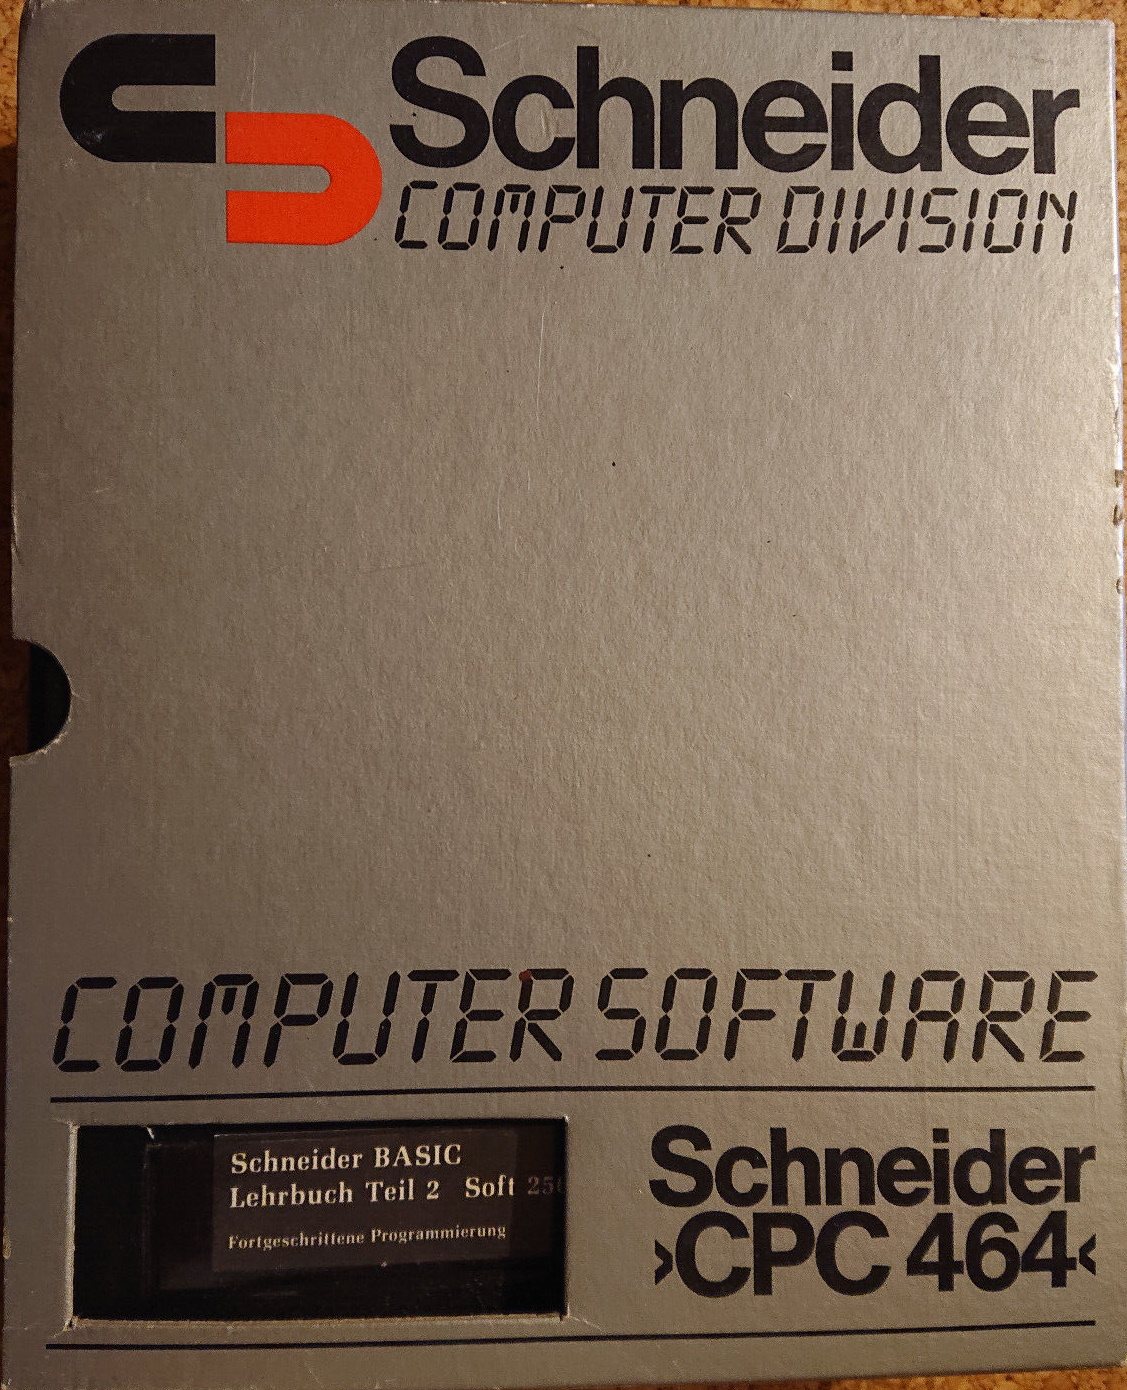 Schneider
COMPUTER DIVISION
COMPUTER SOFTWARE
Schneider BASIC
Lehrbuch Teil 2 Soft
Fortgeschrittene Programmierung
Schneider
›CPC 464‹